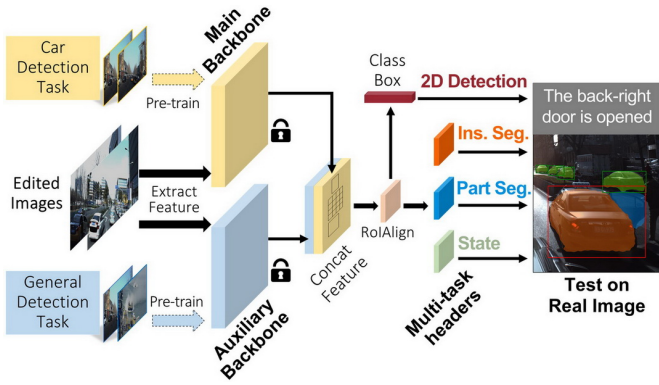 Car
Detection
Task
Pre-train
Main
Backbone
Class
Box
2D Detection
The back-right
door is opened
Ins. Seg.
Edited
Images
Extract
Feature
Part Seg.
RoIAlign
Concat
Feature
State
General
Detection
Task
Pre-train
Auxiliary
Backbone
Multi-task
headers
Test on
Real Image